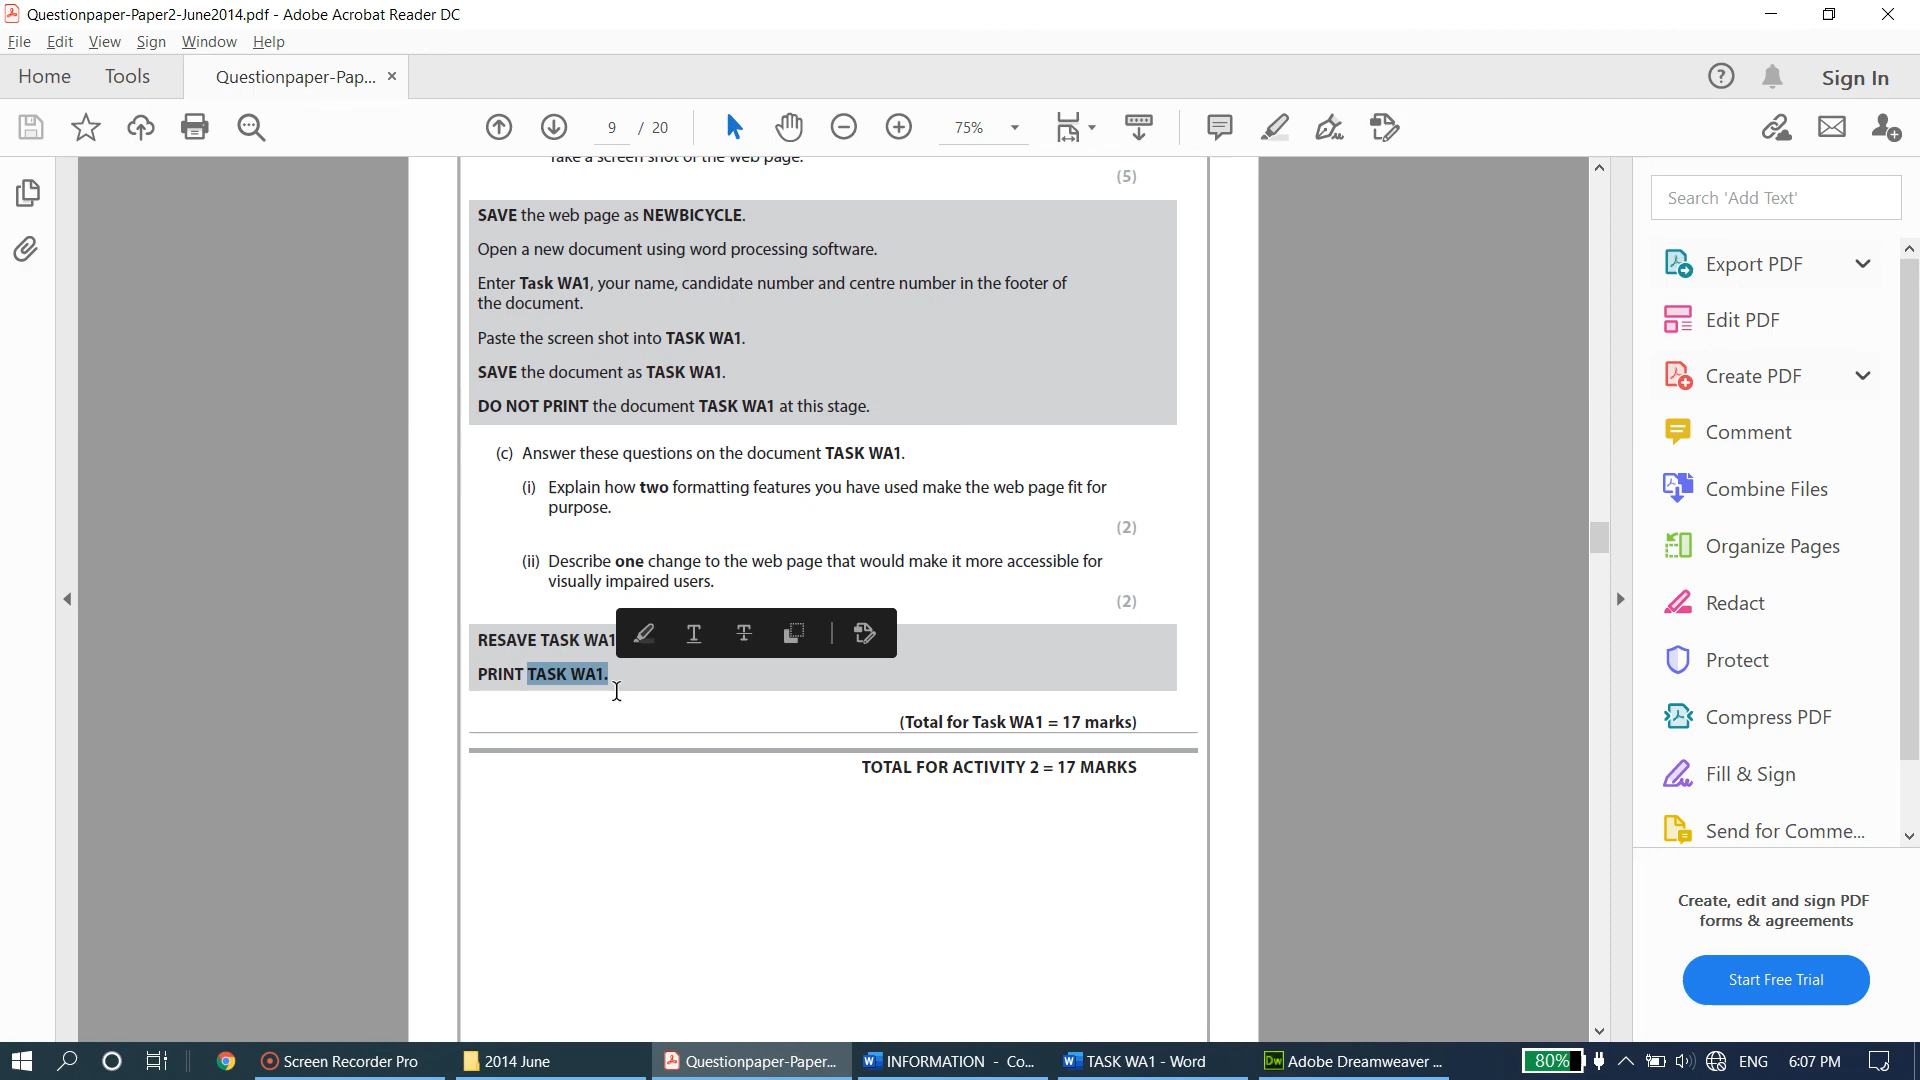 Questionpaper-Paper2-June2014.pdf - Adobe Acrobat Reader DC
File Edit View Sign Window Help
Home Tools Questionpaper-Pap... × Sign In
9 / 20 75%
Take a screen shot of the web page.
(5)
SAVE the web page as NEWBICYCLE.
Open a new document using word processing software.
Enter Task WA1, your name, candidate number and centre number in the footer of
the document.
Paste the screen shot into TASK WA1.
SAVE the document as TASK WA1.
DO NOT PRINT the document TASK WA1 at this stage.
(c) Answer these questions on the document TASK WA1.
(i) Explain how two formatting features you have used make the web page fit for
purpose.
(2)
(ii) Describe one change to the web page that would make it more accessible for
visually impaired users.
(2)
RESAVE TASK WA1
PRINT TASK WA1.
(Total for Task WA1 = 17 marks)
TOTAL FOR ACTIVITY 2 = 17 MARKS
Search 'Add Text'
Export PDF
Edit PDF
Create PDF
Comment
Combine Files
Organize Pages
Redact
Protect
Compress PDF
Fill & Sign
Send for Comme...
Create, edit and sign PDF
forms & agreements
Start Free Trial
Screen Recorder Pro 2014 June Questionpaper-Paper... INFORMATION - Co... TASK WA1 - Word Dw Adobe Dreamweaver ... 80% ENG 6:07 PM